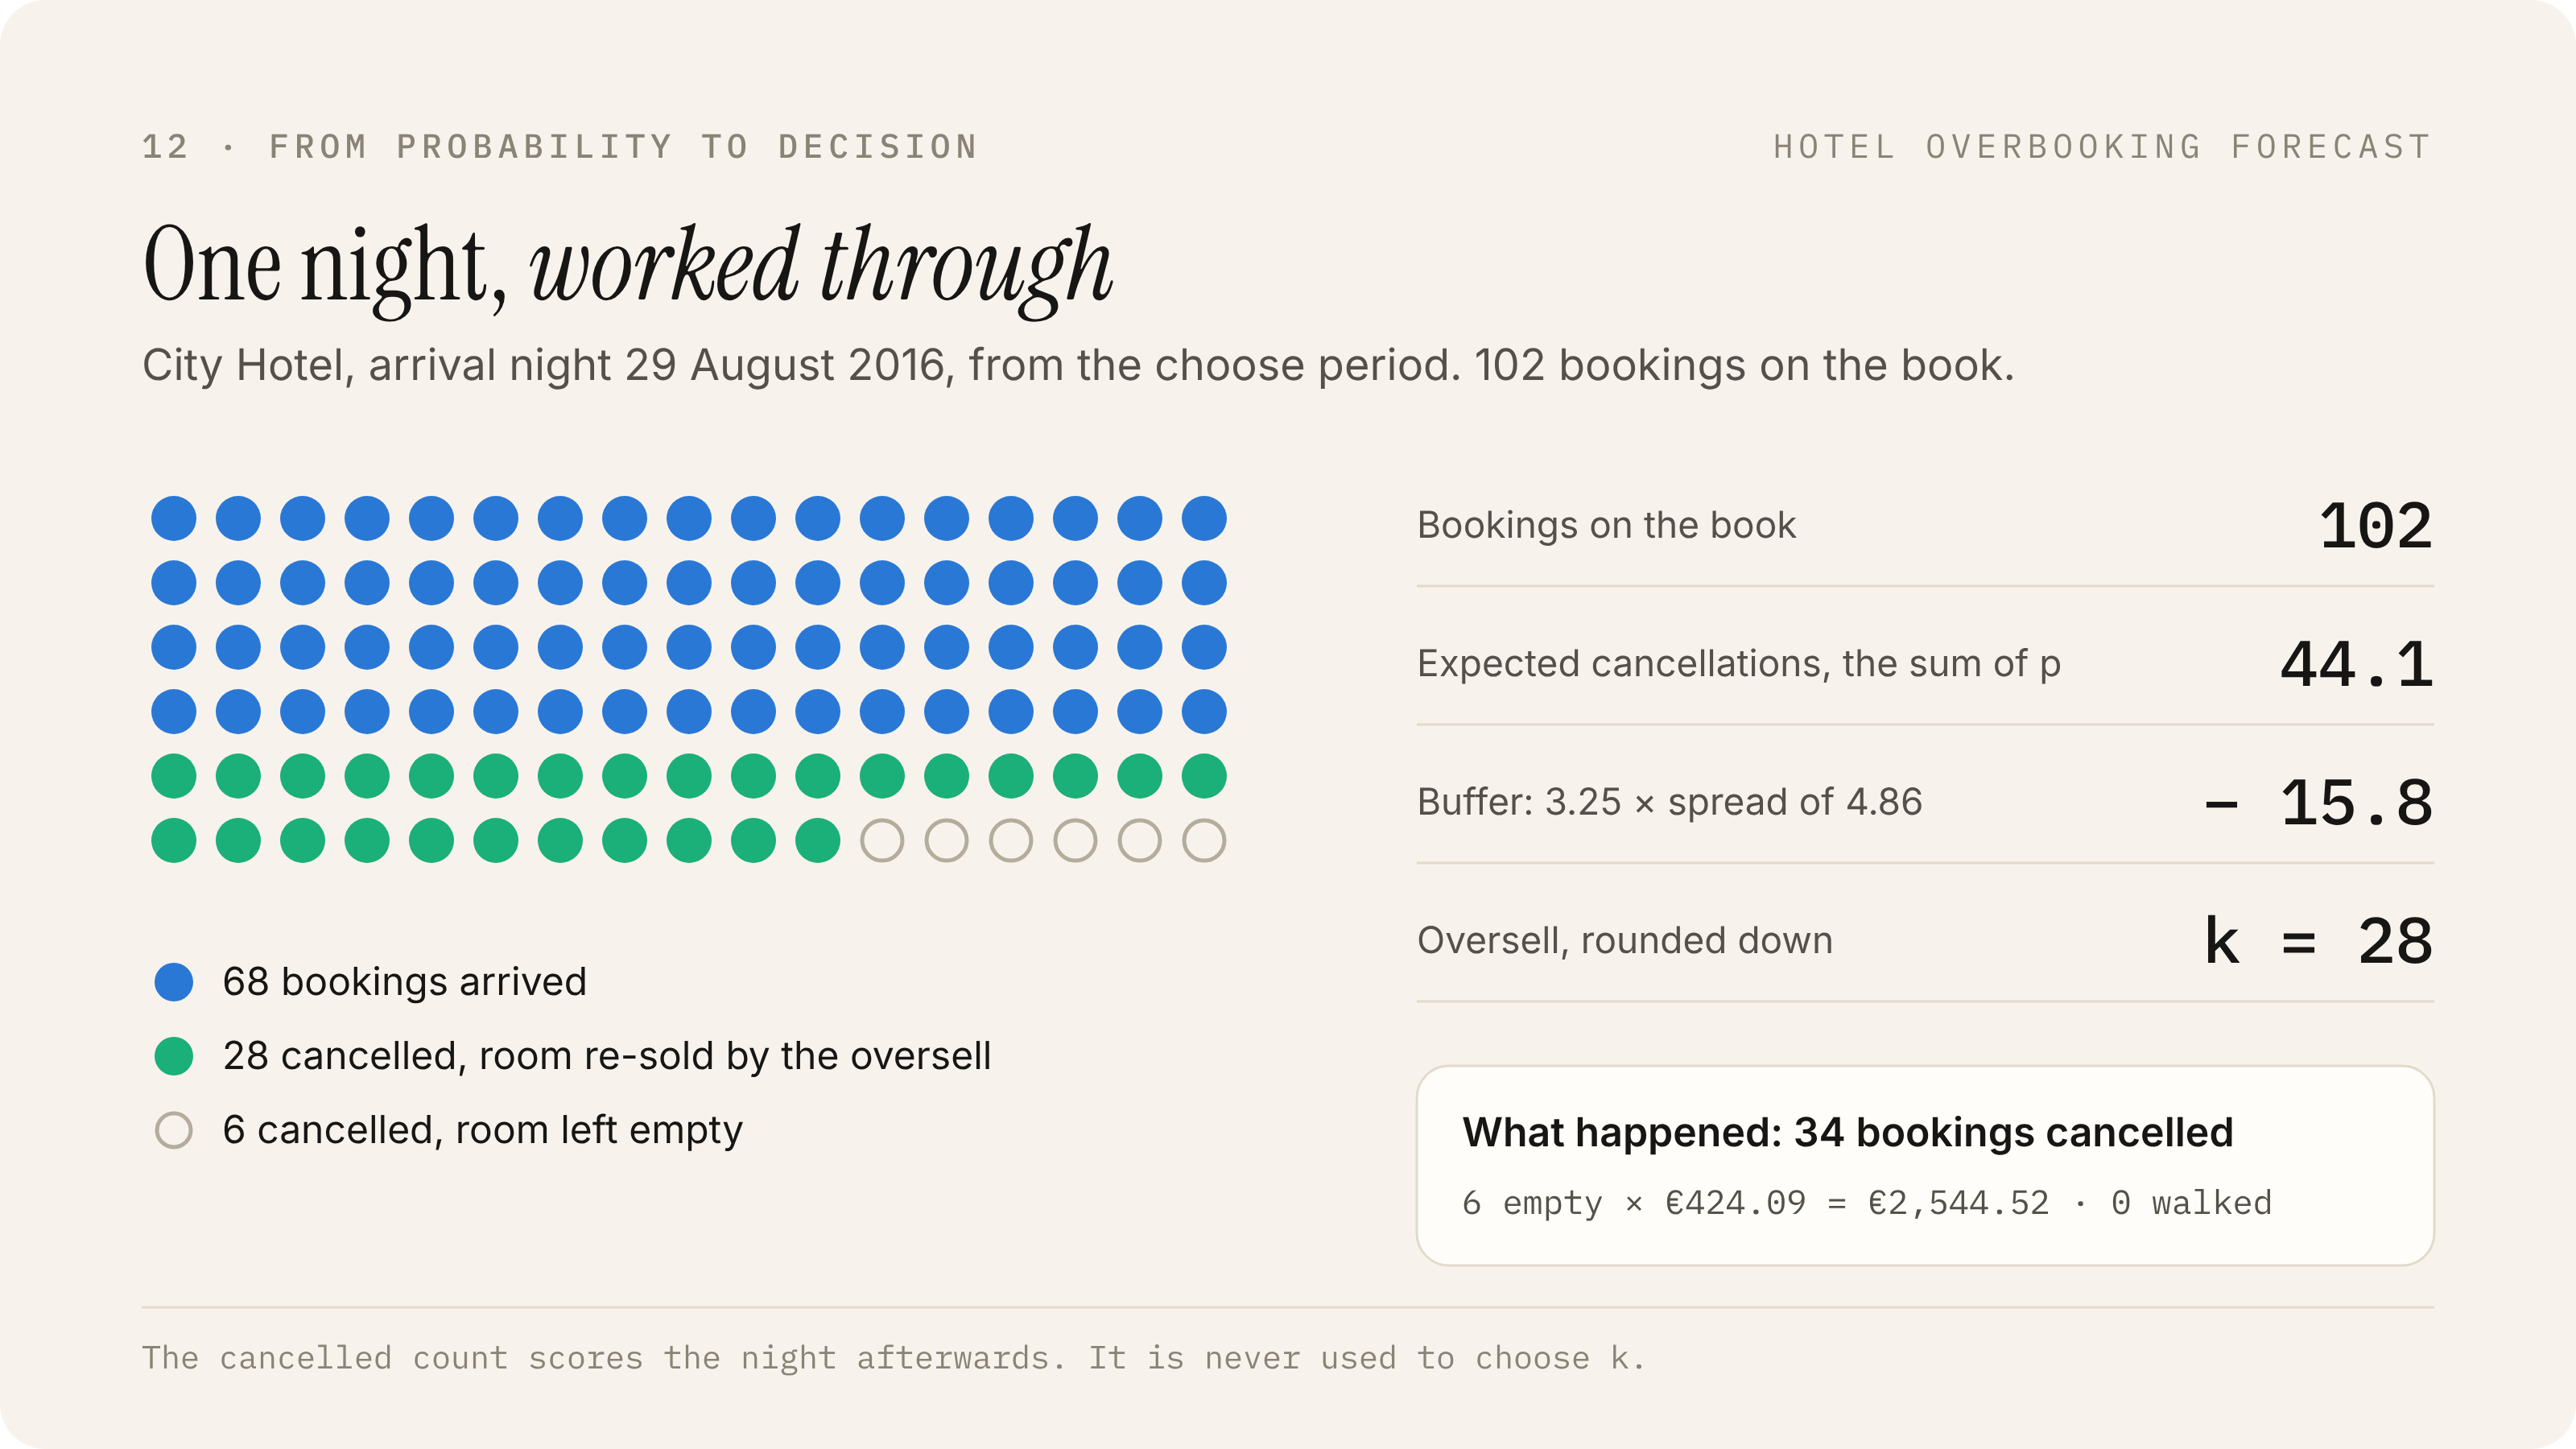 12 · FROM PROBABILITY TO DECISION
HOTEL OVERBOOKING FORECAST
One night, worked through
City Hotel, arrival night 29 August 2016, from the choose period. 102 bookings on the book.
68 bookings arrived
28 cancelled, room re-sold by the oversell
6 cancelled, room left empty
Bookings on the book 102
Expected cancellations, the sum of p 44.1
Buffer: 3.25 × spread of 4.86 − 15.8
Oversell, rounded down k = 28
What happened: 34 bookings cancelled
6 empty × €424.09 = €2,544.52 · 0 walked
The cancelled count scores the night afterwards. It is never used to choose k.